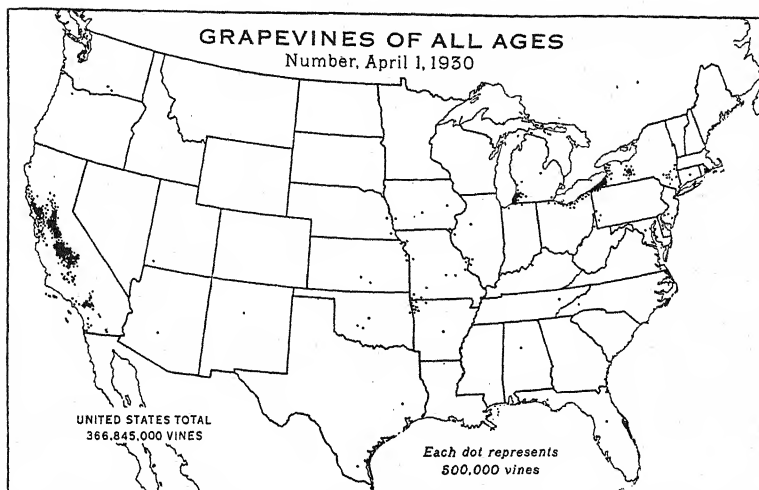 GRAPEVINES OF ALL AGES
Number, April 1, 1930
UNITED STATES TOTAL
366,845,000 VINES
Each dot represents
500,000 vines